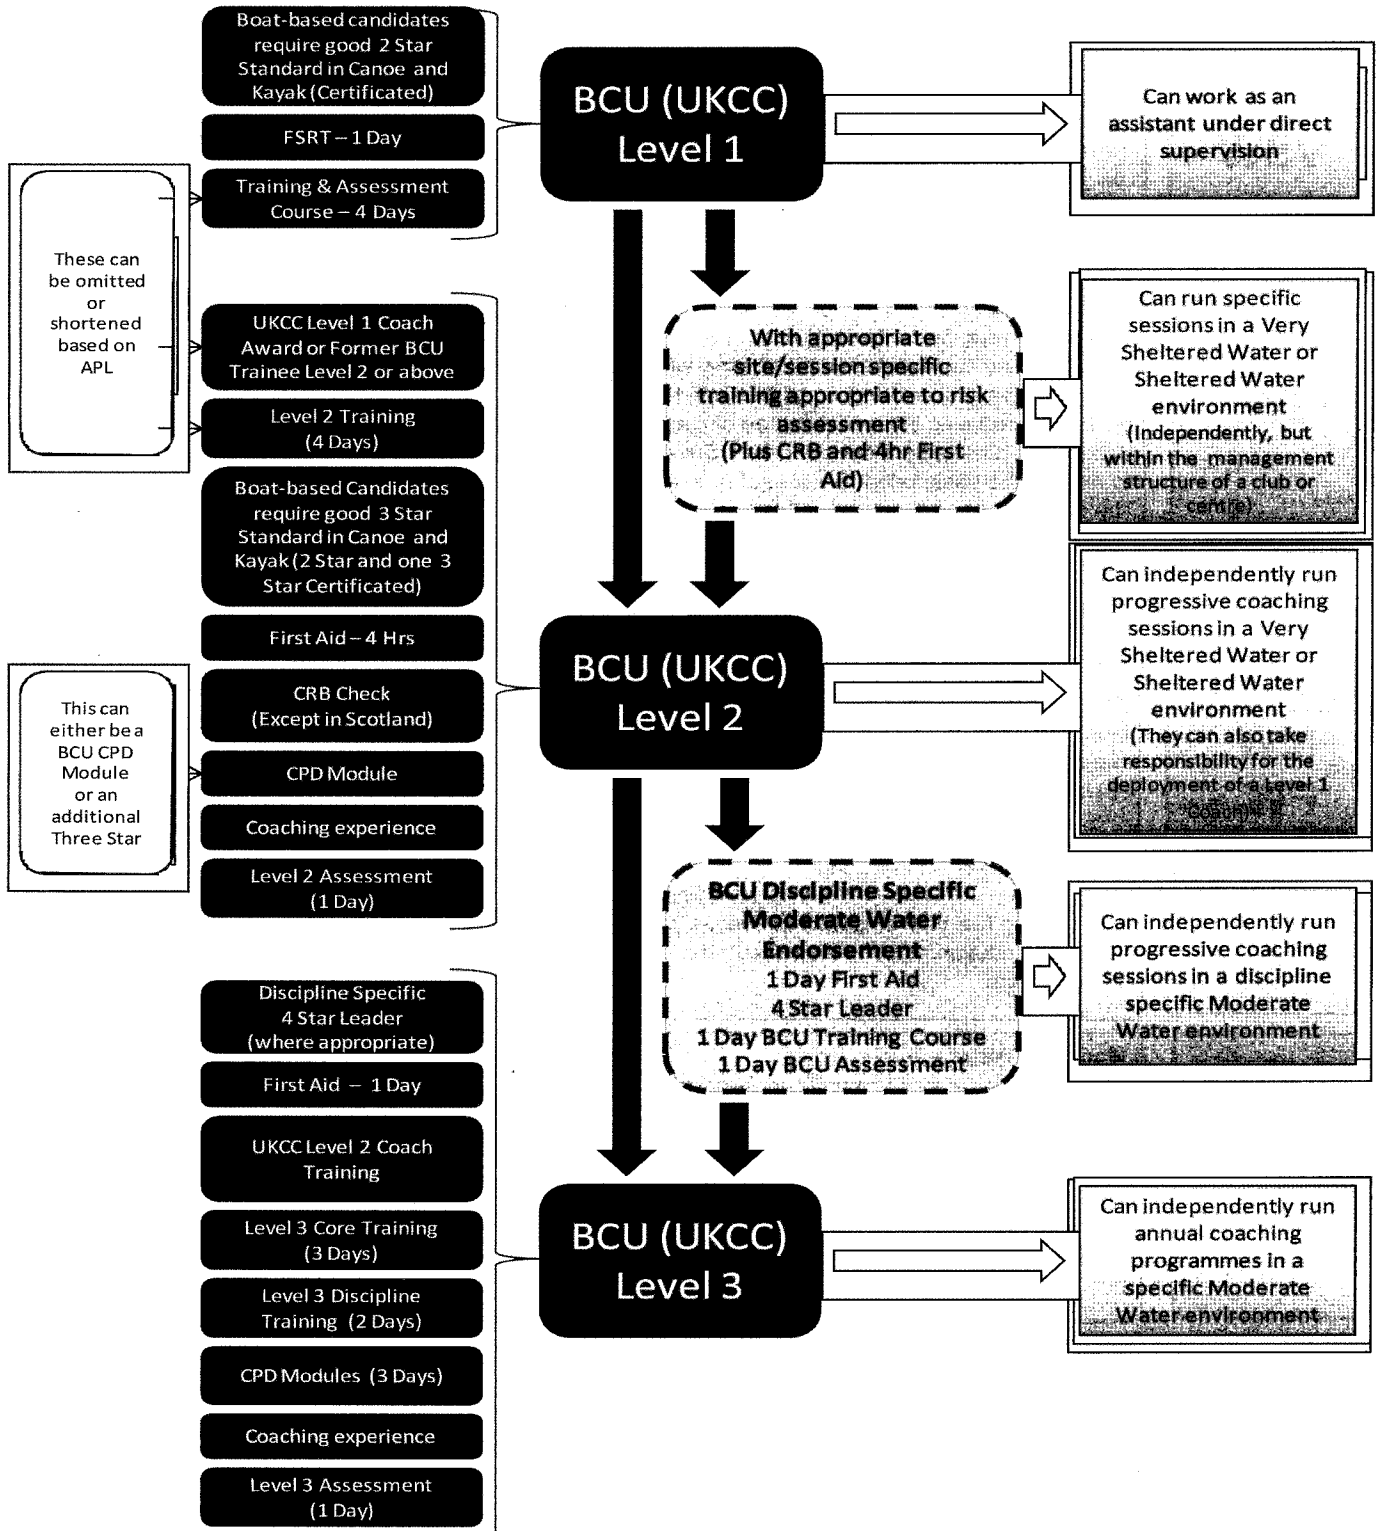 Boat-based candidates
require good 2 Star
Standard in Canoe and
Kayak (Certificated)
FSRT – 1 Day
Training & Assessment
Course – 4 Days
BCU (UKCC)
Level 1
Can work as an
assistant under direct
supervision
These can
be omitted
or
shortened
based on
APL
With appropriate
site/session specific
training appropriate to risk
assessment
(Plus CRB and 4hr First
Aid)
Can run specific
sessions in a Very
Sheltered Water or
Sheltered Water
environment
(Independently, but
within the management
structure of a club or
centre)
UKCC Level 1 Coach
Award or Former BCU
Trainee Level 2 or above
Level 2 Training
(4 Days)
Boat-based Candidates
require good 3 Star
Standard in Canoe and
Kayak (2 Star and one 3
Star Certificated)
First Aid – 4 Hrs
CRB Check
(Except in Scotland)
CPD Module
Coaching experience
Level 2 Assessment
(1 Day)
This can
either be a
BCU CPD
Module
or an
additional
Three Star
BCU (UKCC)
Level 2
Can independently run
progressive coaching
sessions in a Very
Sheltered Water or
Sheltered Water
environment
(They can also take
responsibility for the
deployment of a Level 1
Coach)
BCU Discipline Specific
Moderate Water
Endorsement
1 Day First Aid
4 Star Leader
1 Day BCU Training Course
1 Day BCU Assessment
Can independently run
progressive coaching
sessions in a discipline
specific Moderate
Water environment
Discipline Specific
4 Star Leader
(where appropriate)
First Aid – 1 Day
UKCC Level 2 Coach
Training
Level 3 Core Training
(3 Days)
Level 3 Discipline
Training (2 Days)
CPD Modules (3 Days)
Coaching experience
Level 3 Assessment
(1 Day)
BCU (UKCC)
Level 3
Can independently run
annual coaching
programmes in a
specific Moderate
Water environment